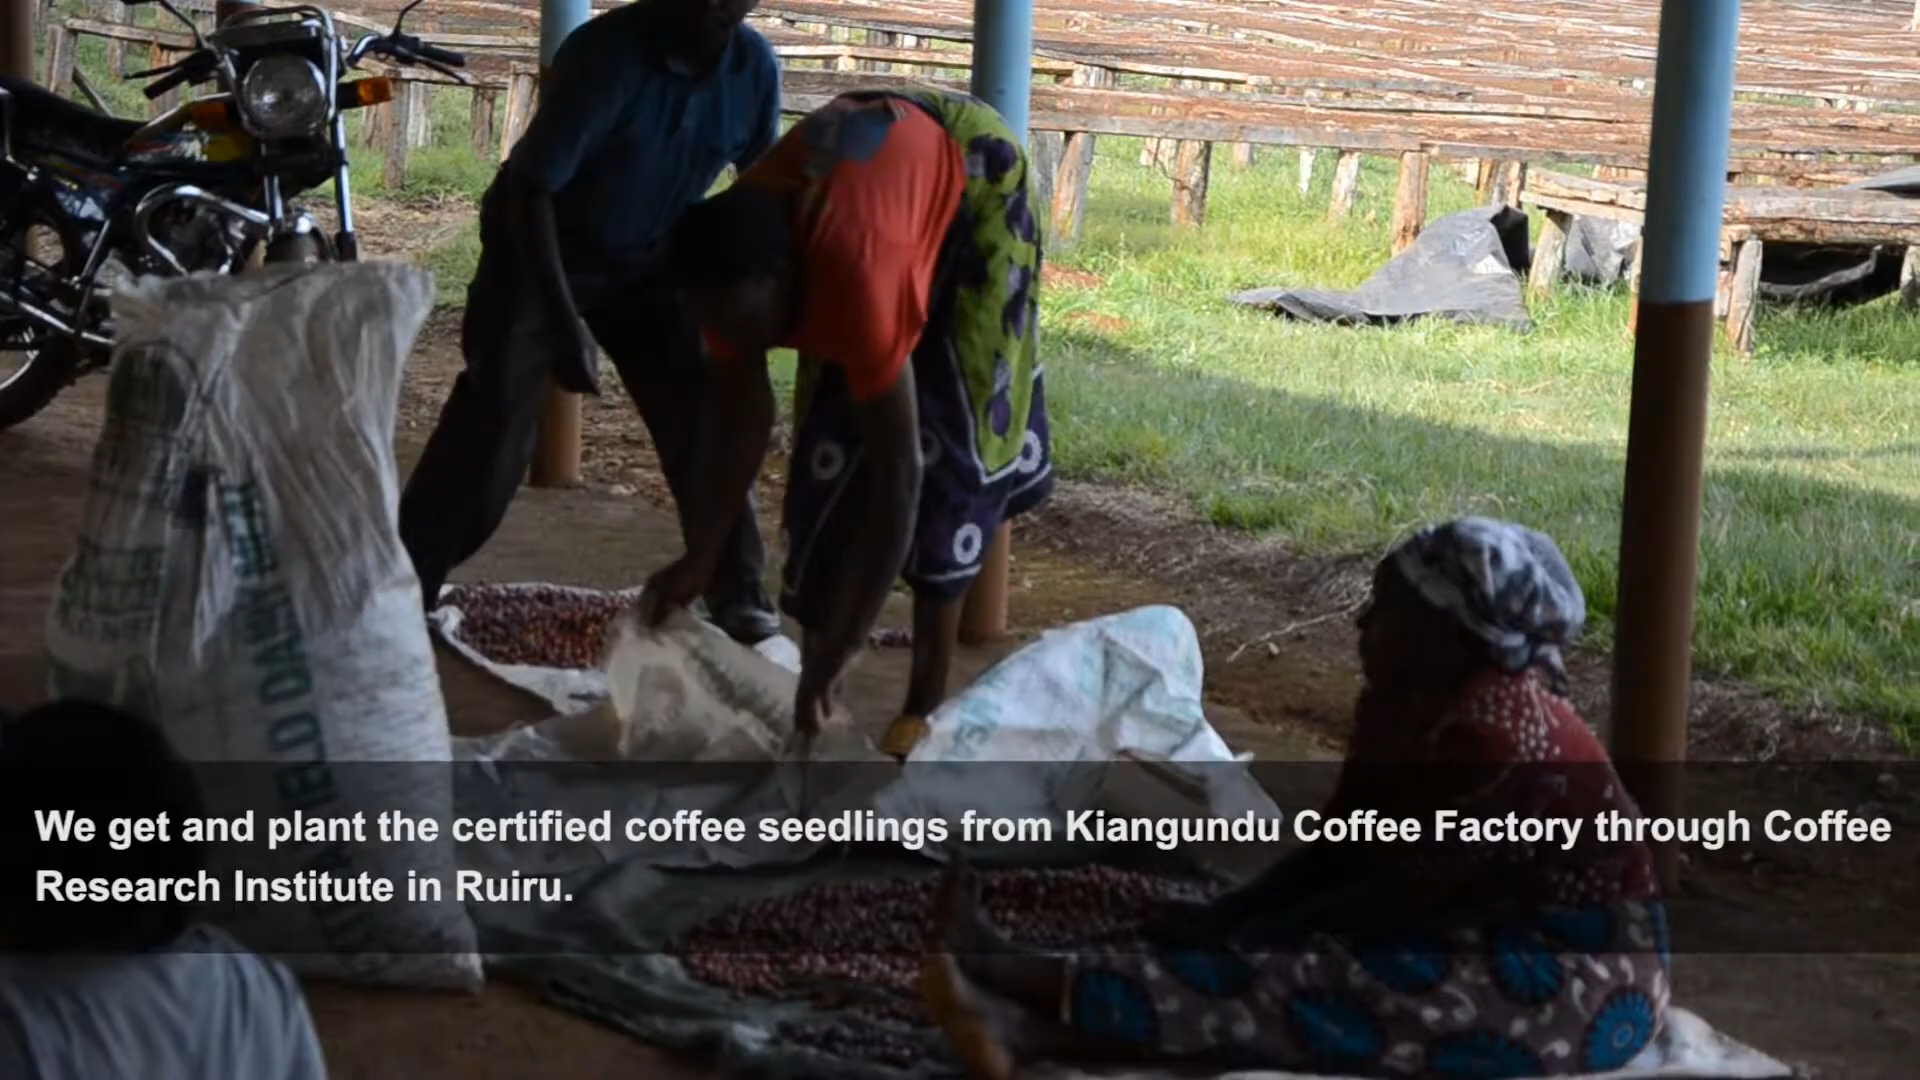 We get and plant the certified coffee seedlings from Kiangundu Coffee Factory through Coffee
Research Institute in Ruiru.